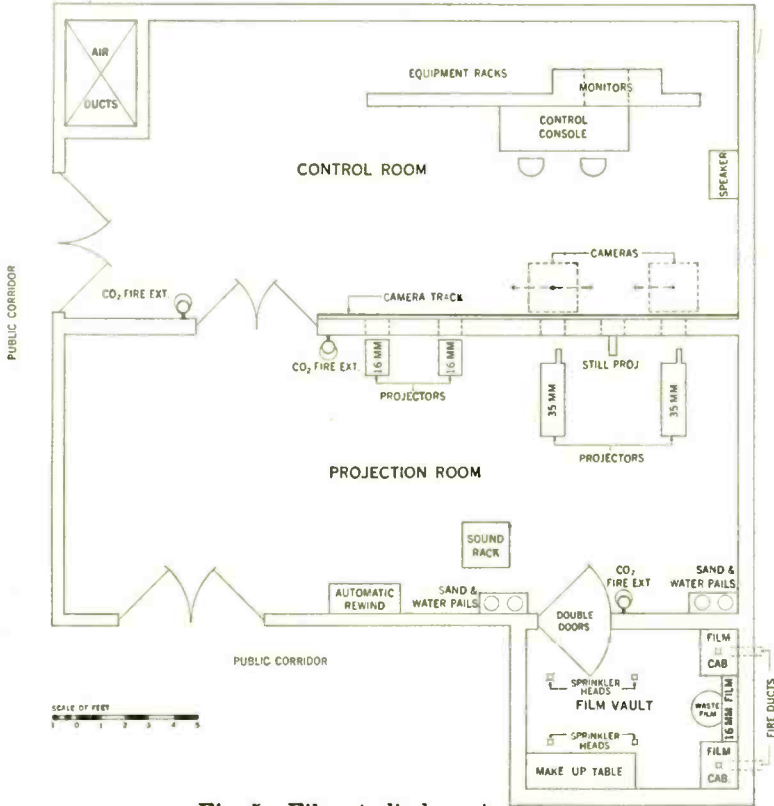 AIR
DUCTS
EQUIPMENT RACKS
MONITORS
CONTROL
CONSOLE
CONTROL ROOM
SPEAKER
PUBLIC CORRIDOR
CAMERAS
CO₂ FIRE EXT.
CAMERA TRACK
CO₂ FIRE EXT.
16 MM
16 MM
PROJECTORS
STILL PROJ
35 MM
35 MM
PROJECTORS
PROJECTION ROOM
SOUND
RACK
AUTOMATIC
REWIND
SAND &
WATER PAILS
DOUBLE
DOORS
CO₂
FIRE EXT
SAND &
WATER PAILS
PUBLIC CORRIDOR
FILM
CAB
SPRINKLER
HEADS
FILM VAULT
WASTE
FILM
16 MM FILM
FIRE DUCTS
SPRINKLER
HEADS
MAKE UP TABLE
FILM
CAB.
SCALE OF FEET
1 0 1 2 3 4 5